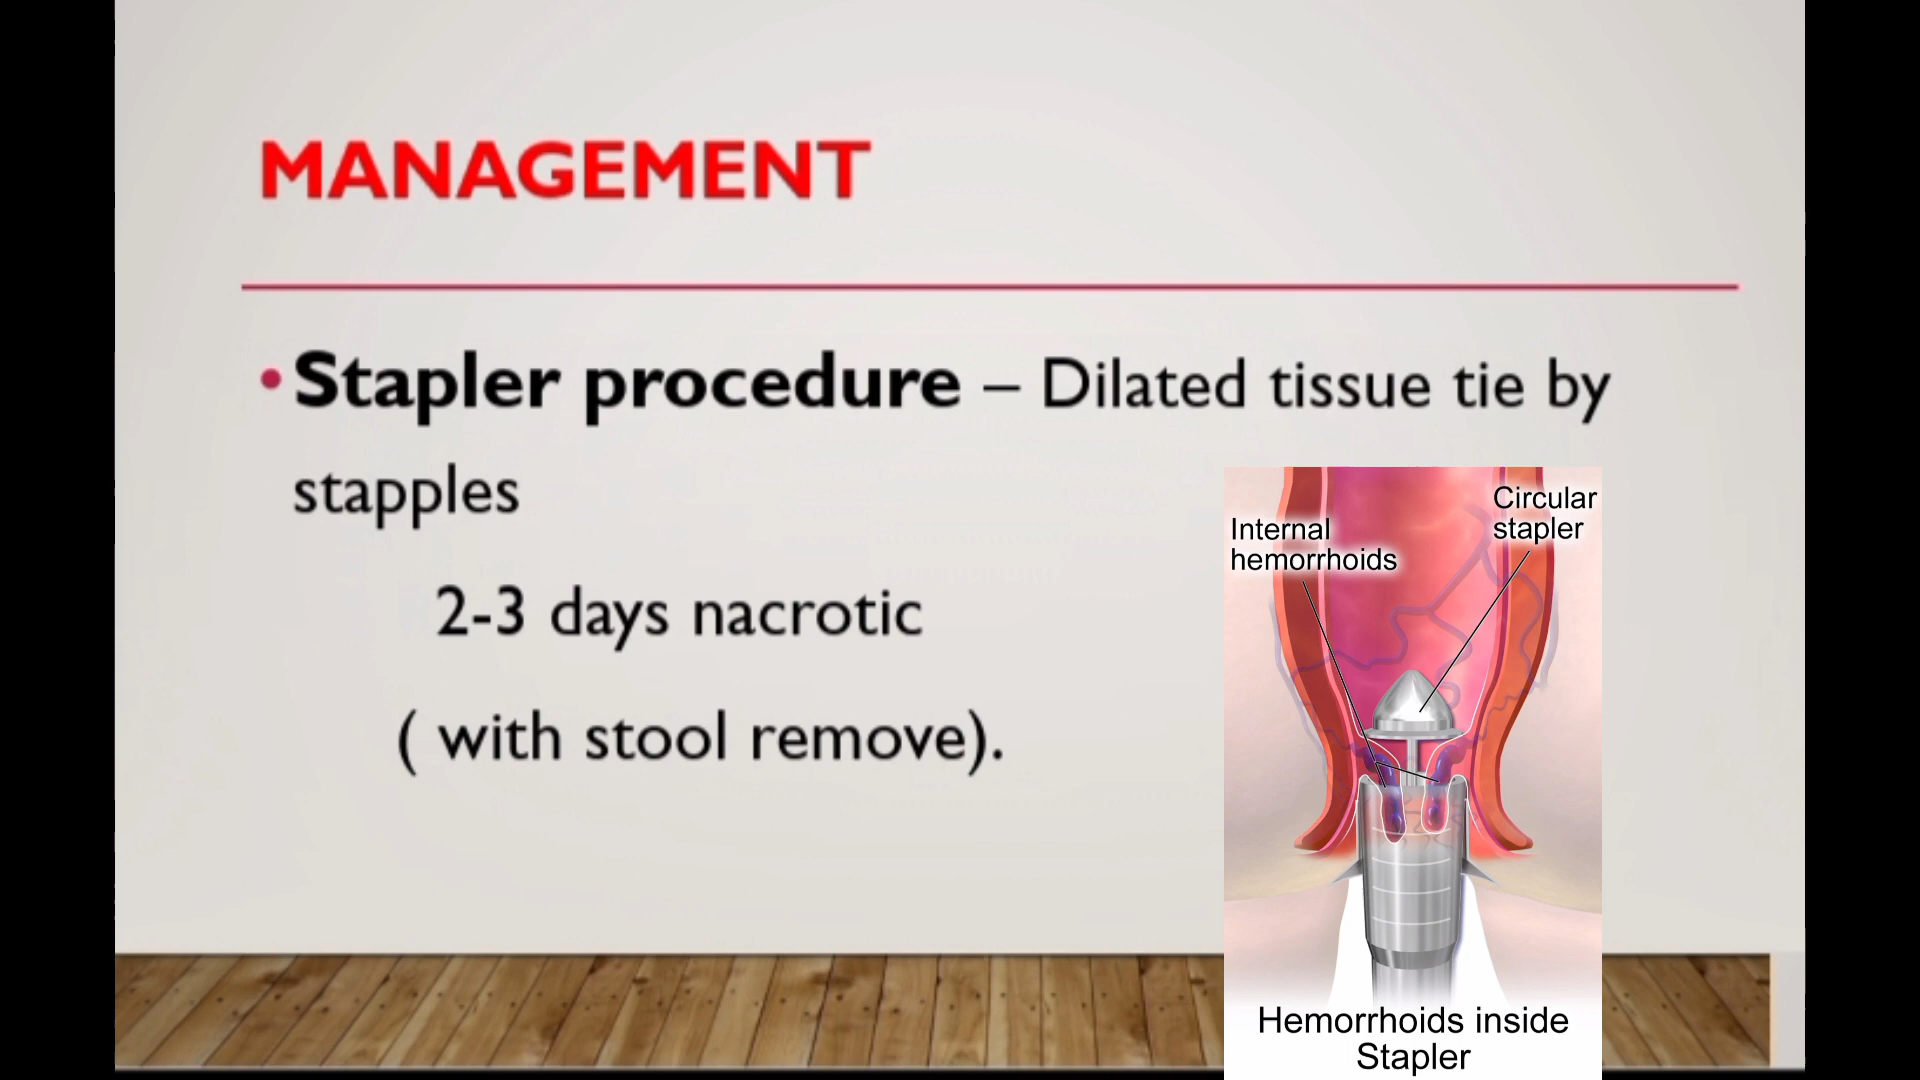 MANAGEMENT
• Stapler procedure – Dilated tissue tie by
stapples
2-3 days nacrotic
( with stool remove).
Circular
stapler
Internal
hemorrhoids
Hemorrhoids inside
Stapler